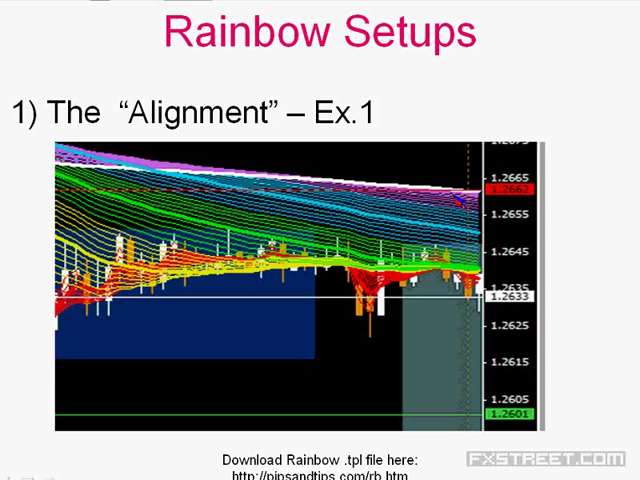 Rainbow Setups
1) The “Alignment” – Ex.1
1.2665
1.2662
1.2655
1.2645
1.2633
1.2625
1.2615
1.2605
1.2601
Download Rainbow .tpl file here:
http://pipsandtips.com/rb.htm
FXSTREET.COM